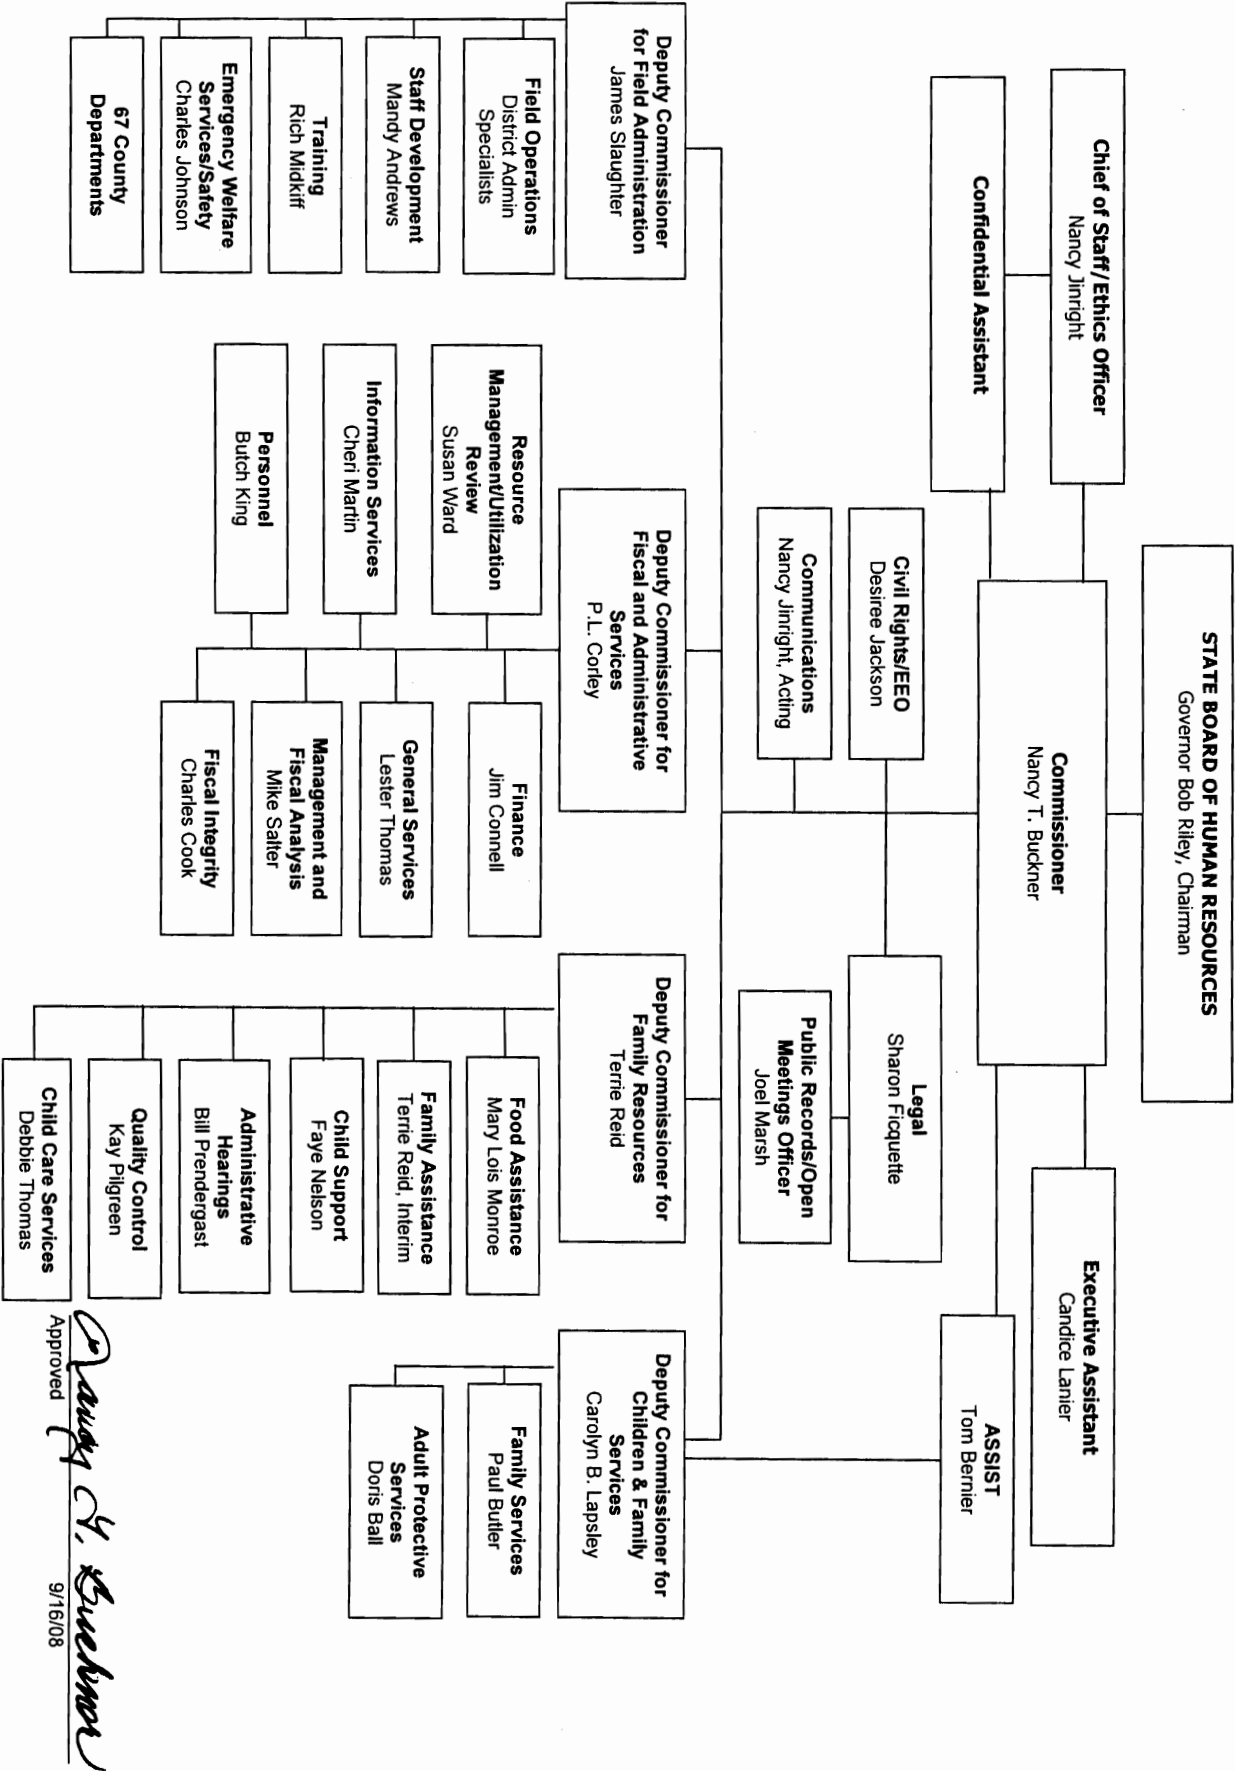 STATE BOARD OF HUMAN RESOURCES
Governor Bob Riley, Chairman
Chief of Staff/Ethics Officer
Nancy Jinright
Commissioner
Nancy T. Buckner
Executive Assistant
Candice Lanier
Confidential Assistant
ASSIST
Tom Bernier
Civil Rights/EEO
Desiree Jackson
Legal
Sharon Ficquette
Communications
Nancy Jinright, Acting
Public Records/Open
Meetings Officer
Joel Marsh
Deputy Commissioner
for Field Administration
James Slaughter
Field Operations
District Admin
Specialists
Staff Development
Mandy Andrews
Training
Rich Midkiff
Emergency Welfare
Services/Safety
Charles Johnson
67 County
Departments
Deputy Commissioner for
Fiscal and Administrative
Services
P.L. Corley
Resource
Management/Utilization
Review
Susan Ward
Information Services
Cheri Martin
Personnel
Butch King
Finance
Jim Connell
General Services
Lester Thomas
Management and
Fiscal Analysis
Mike Salter
Fiscal Integrity
Charles Cook
Deputy Commissioner for
Family Resources
Terrie Reid
Food Assistance
Mary Lois Monroe
Family Assistance
Terrie Reid, Interim
Child Support
Faye Nelson
Administrative
Hearings
Bill Prendergast
Quality Control
Kay Pilgreen
Child Care Services
Debbie Thomas
Deputy Commissioner for
Children & Family
Services
Carolyn B. Lapsley
Family Services
Paul Butler
Adult Protective
Services
Doris Ball
Nancy T. Buckner
Approved 9/16/08